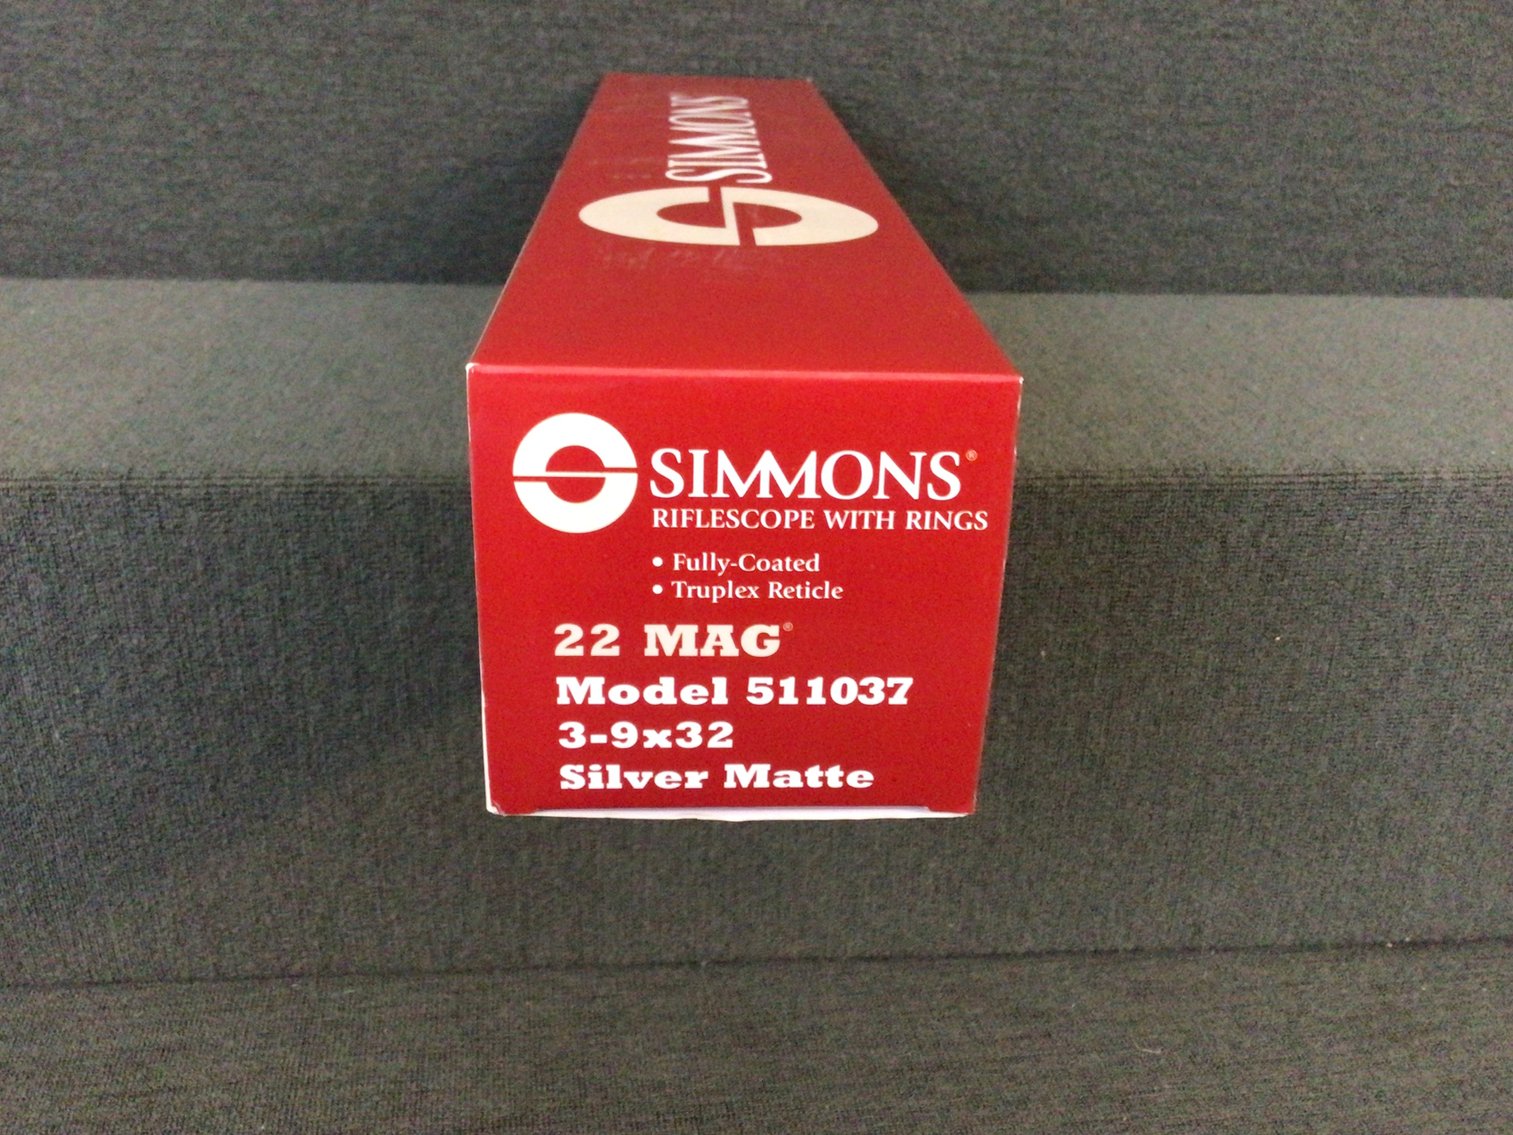 SIMMONS
SIMMONS®
RIFLESCOPE WITH RINGS
• Fully-Coated
• Truplex Reticle
22 MAG®
Model 511037
3-9x32
Silver Matte